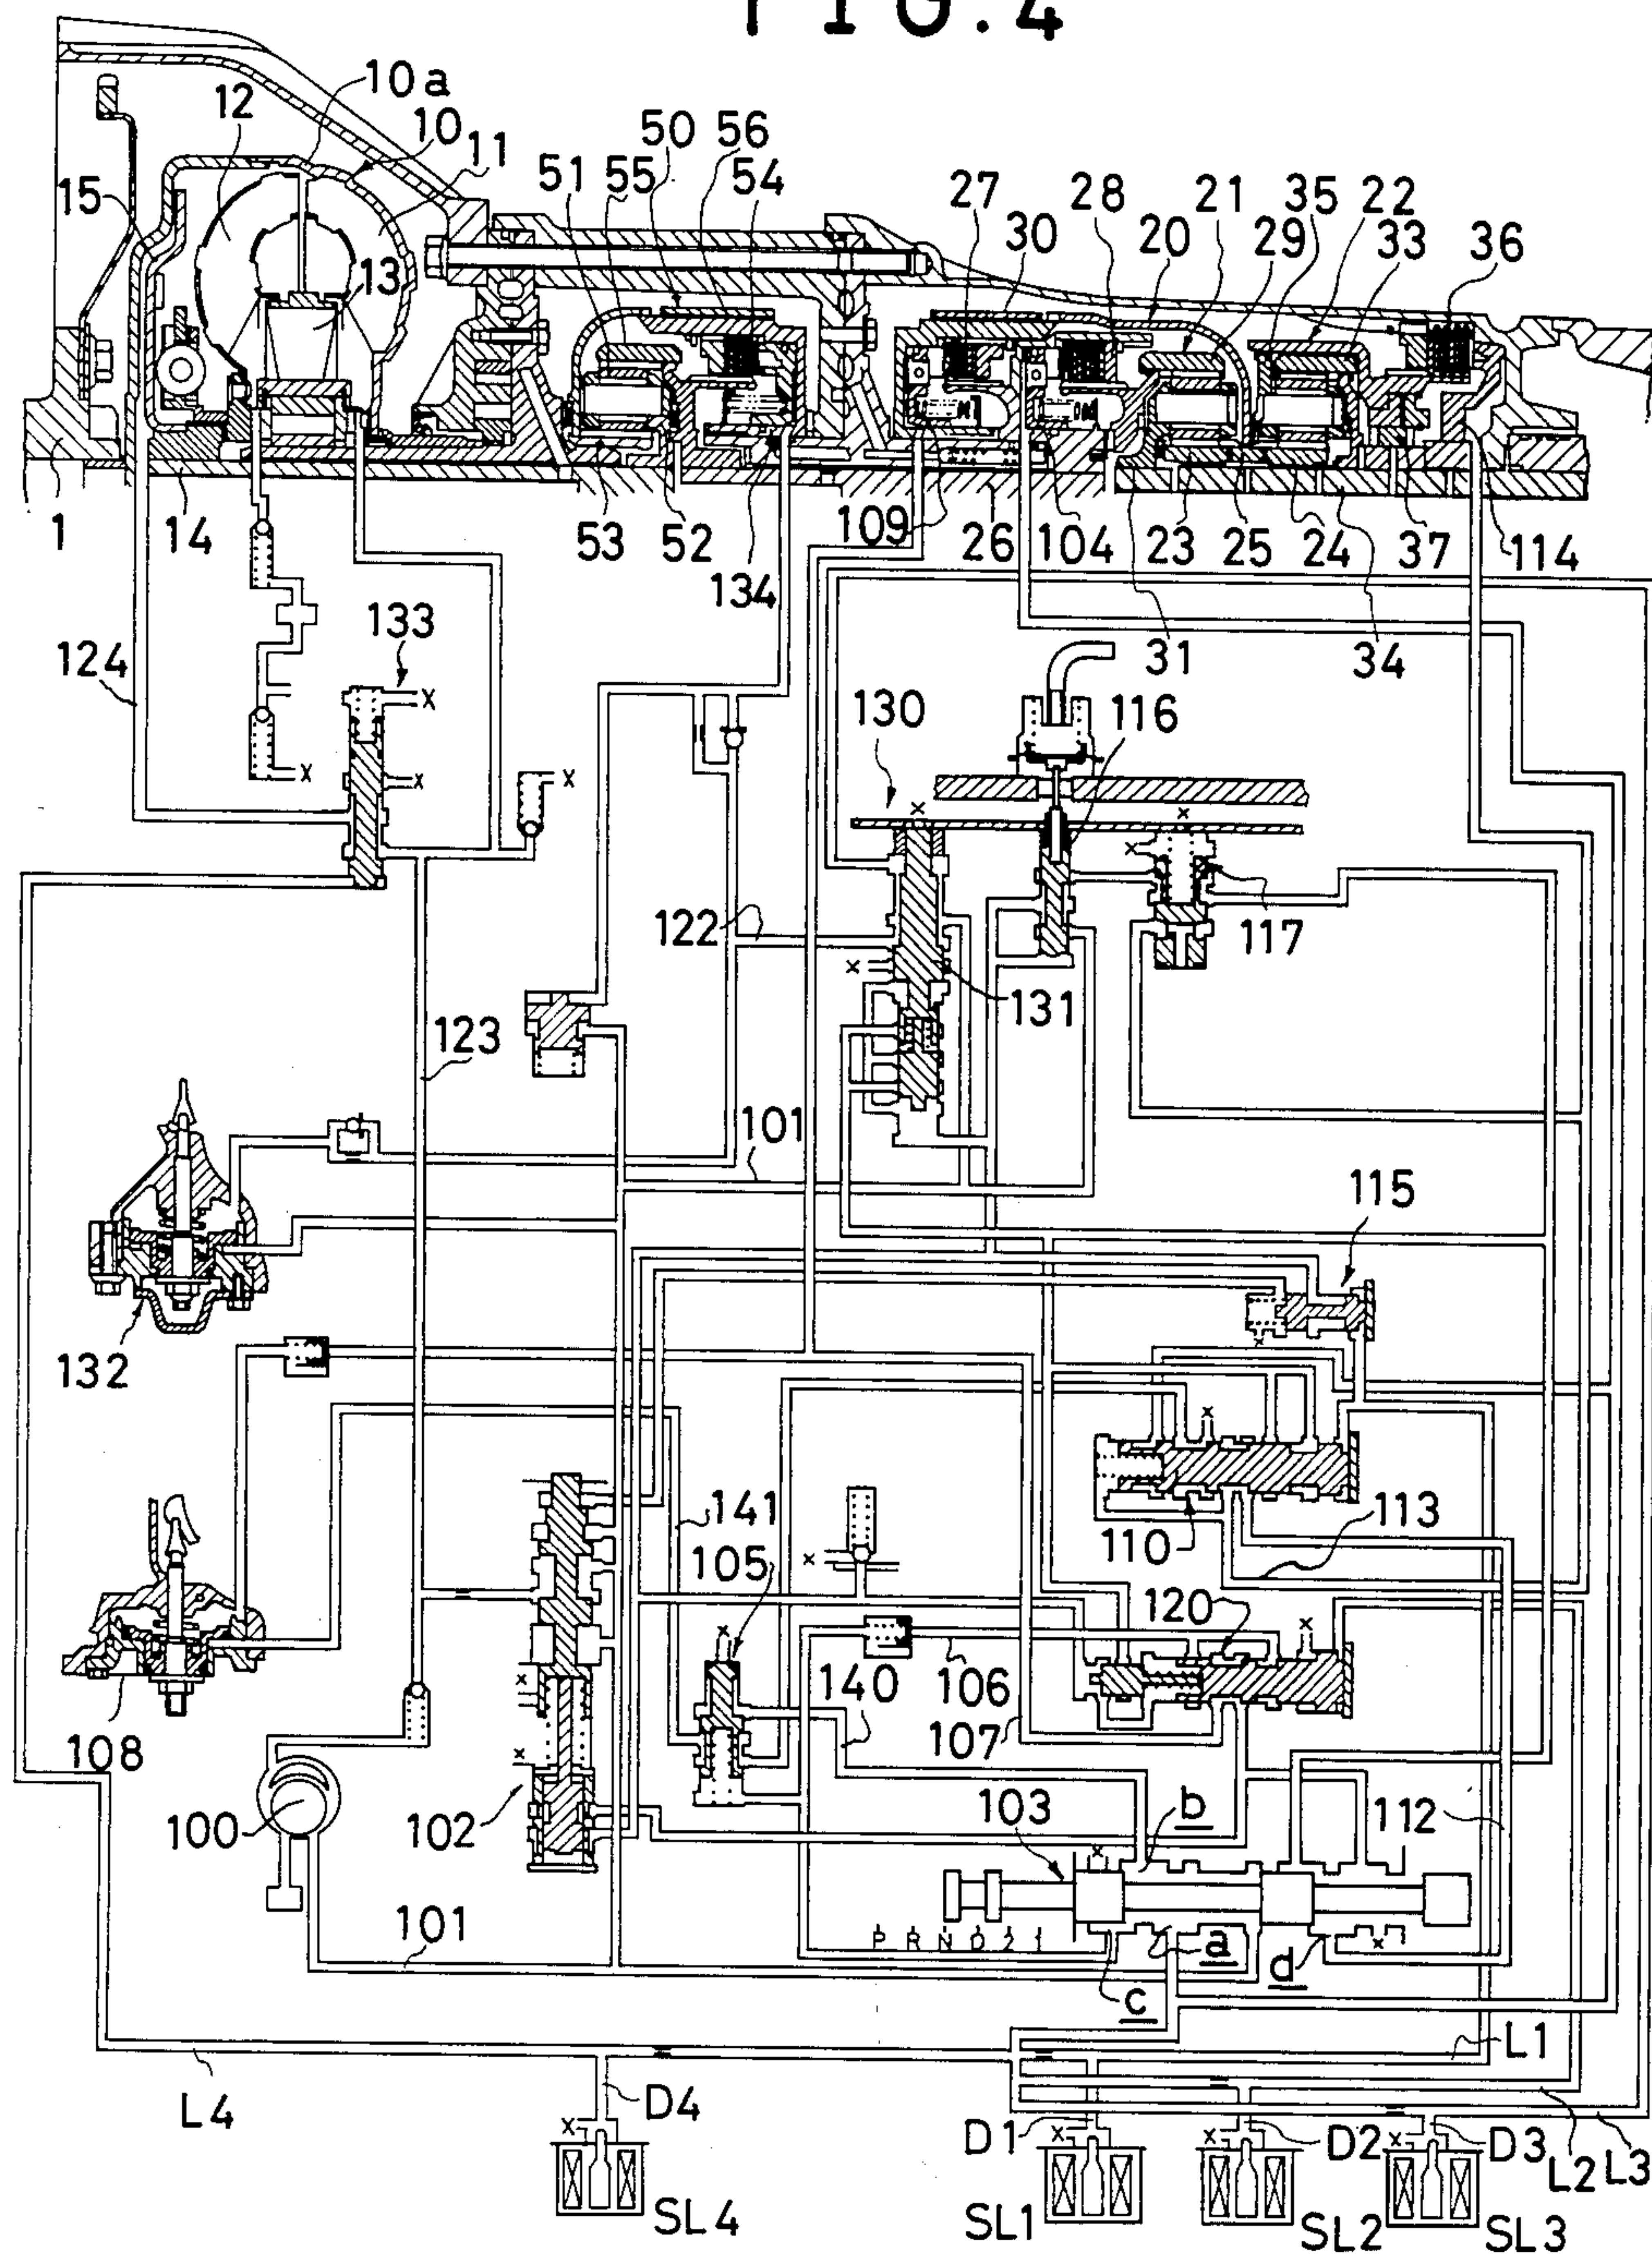 FIG.4
10a
12
10
11
50
56
51
55
54
15
27
28
21
35
22
30
20
29
33
36
13
1
14
53
52
134
109
26
104
23
25
24
37
114
31
34
133
124
x
x
x
x
130
116
x
x
x
122
117
x
131
123
101
115
132
x
x
141
110
113
105
x
120
x
x
140
106
107
x
x
108
100
102
103
b
112
x
101
P R N D 2 1
a
d
x
c
L1
L4
D4
D1
D2
D3
L2
L3
x
x
x
x
SL4
SL1
SL2
SL3